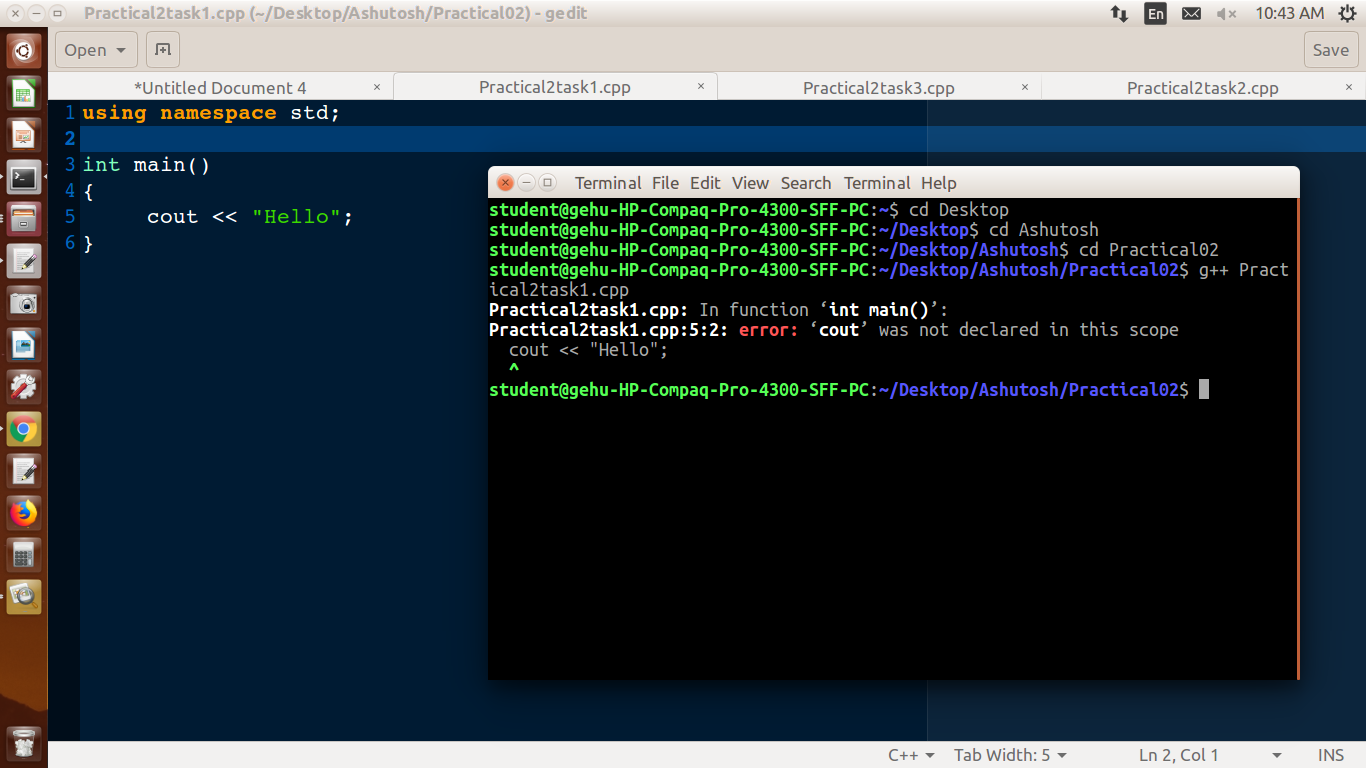 Practical2task1.cpp (~/Desktop/Ashutosh/Practical02) - gedit
En
10:43 AM
Open
Save
*Untitled Document 4 ×
Practical2task1.cpp ×
Practical2task3.cpp ×
Practical2task2.cpp ×
1 using namespace std;
2
3 int main()
4 {
5 cout << "Hello";
6 }
Terminal File Edit View Search Terminal Help
student@gehu-HP-Compaq-Pro-4300-SFF-PC:~$ cd Desktop
student@gehu-HP-Compaq-Pro-4300-SFF-PC:~/Desktop$ cd Ashutosh
student@gehu-HP-Compaq-Pro-4300-SFF-PC:~/Desktop/Ashutosh$ cd Practical02
student@gehu-HP-Compaq-Pro-4300-SFF-PC:~/Desktop/Ashutosh/Practical02$ g++ Pract
ical2task1.cpp
Practical2task1.cpp: In function ‘int main()’:
Practical2task1.cpp:5:2: error: ‘cout’ was not declared in this scope
cout << "Hello";
^
student@gehu-HP-Compaq-Pro-4300-SFF-PC:~/Desktop/Ashutosh/Practical02$
C++ Tab Width: 5 Ln 2, Col 1 INS